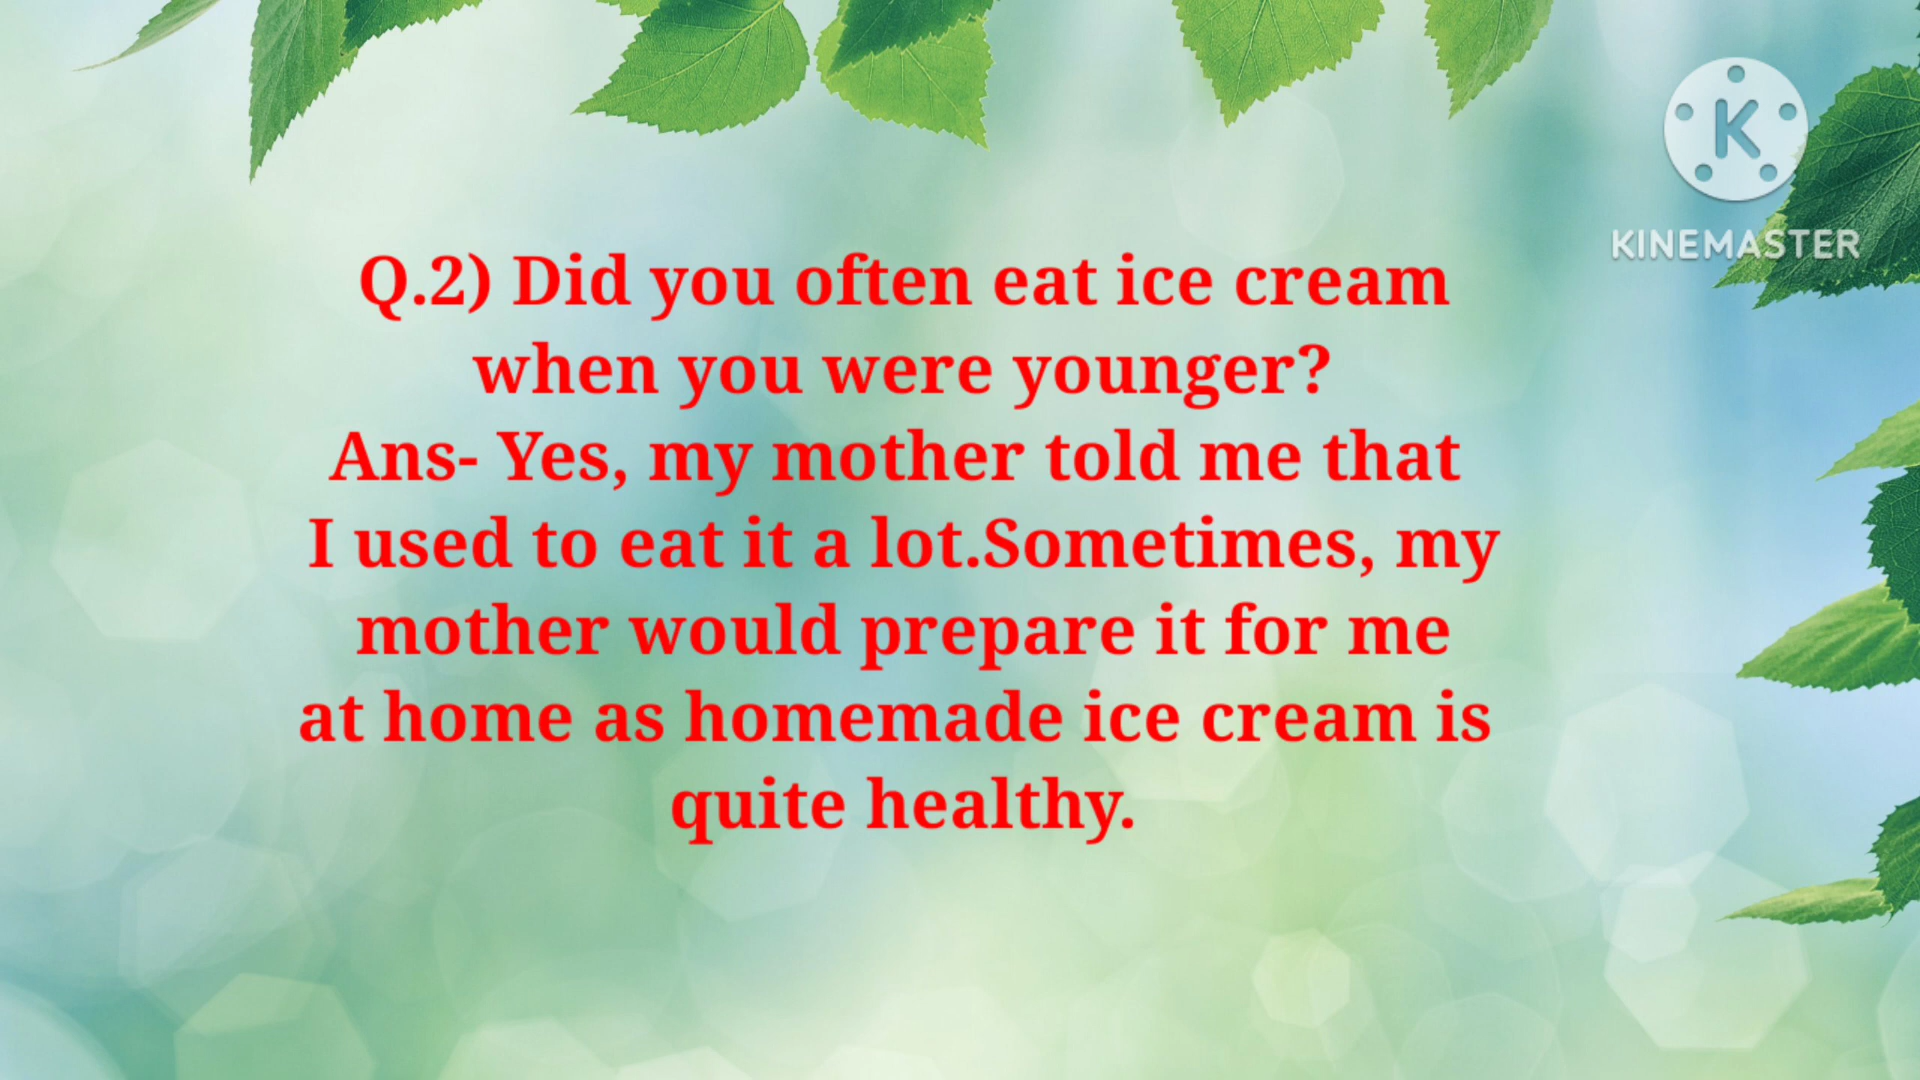 KINEMASTER
Q.2) Did you often eat ice cream
when you were younger?
Ans- Yes, my mother told me that
I used to eat it a lot.Sometimes, my
mother would prepare it for me
at home as homemade ice cream is
quite healthy.